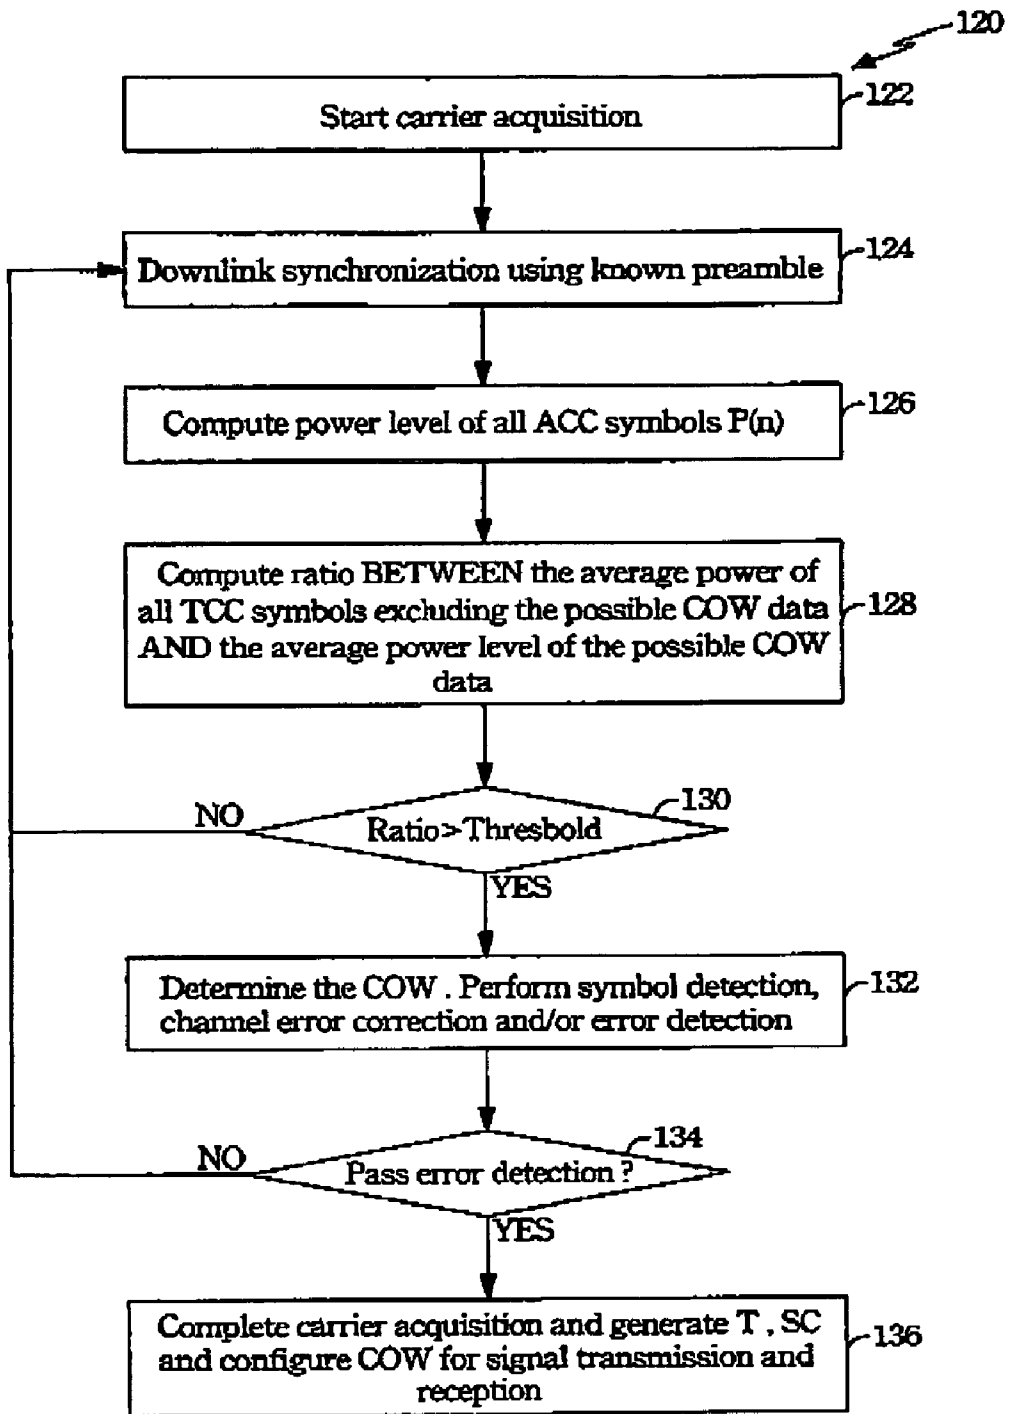 120
122
Start carrier acquisition
124
Downlink synchronization using known preamble
126
Compute power level of all ACC symbols P(n)
Compute ratio BETWEEN the average power of
all TCC symbols excluding the possible COW data
128
AND the average power level of the possible COW
data
130
NO
Ratio>Threshold
YES
Determine the COW . Perform symbol detection,
132
channel error correction and/or error detection
134
NO
Pass error detection ?
YES
Complete carrier acquisition and generate T , SC
and configure COW for signal transmission and
136
reception